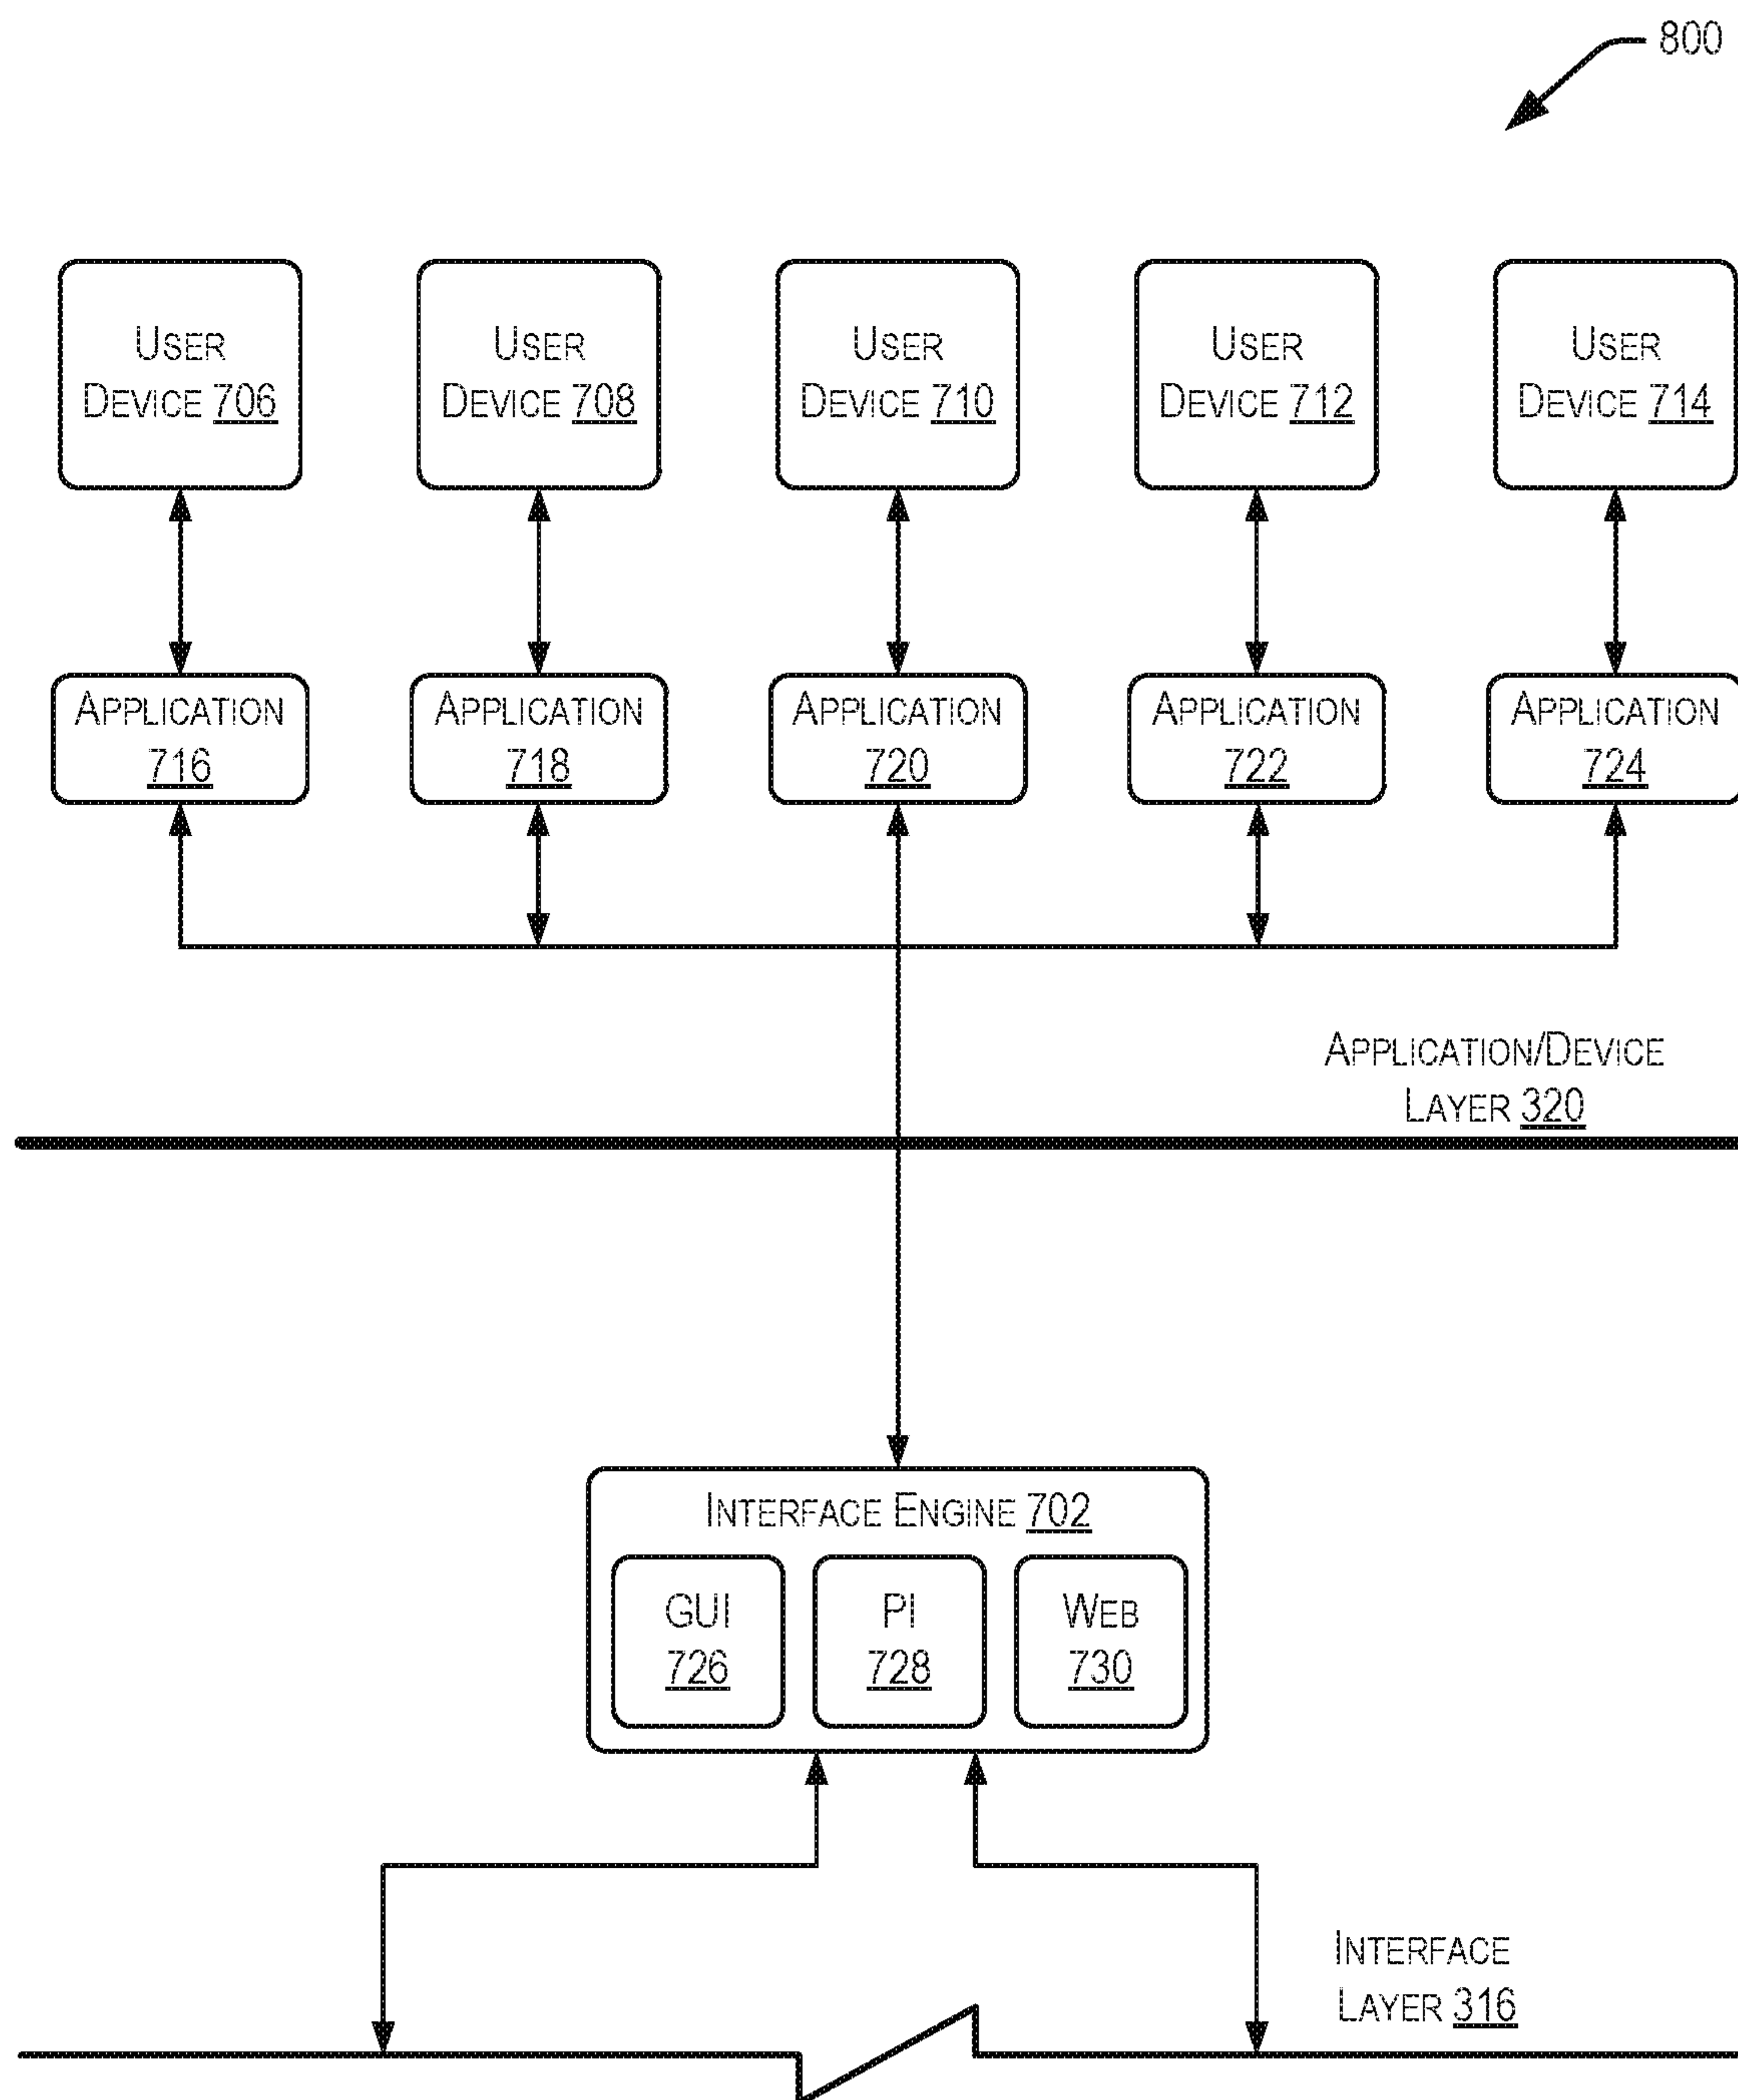 800
USER
DEVICE 706
USER
DEVICE 708
USER
DEVICE 710
USER
DEVICE 712
USER
DEVICE 714
APPLICATION
716
APPLICATION
718
APPLICATION
720
APPLICATION
722
APPLICATION
724
APPLICATION/DEVICE
LAYER 320
INTERFACE ENGINE 702
GUI
726
PI
728
WEB
730
INTERFACE
LAYER 316